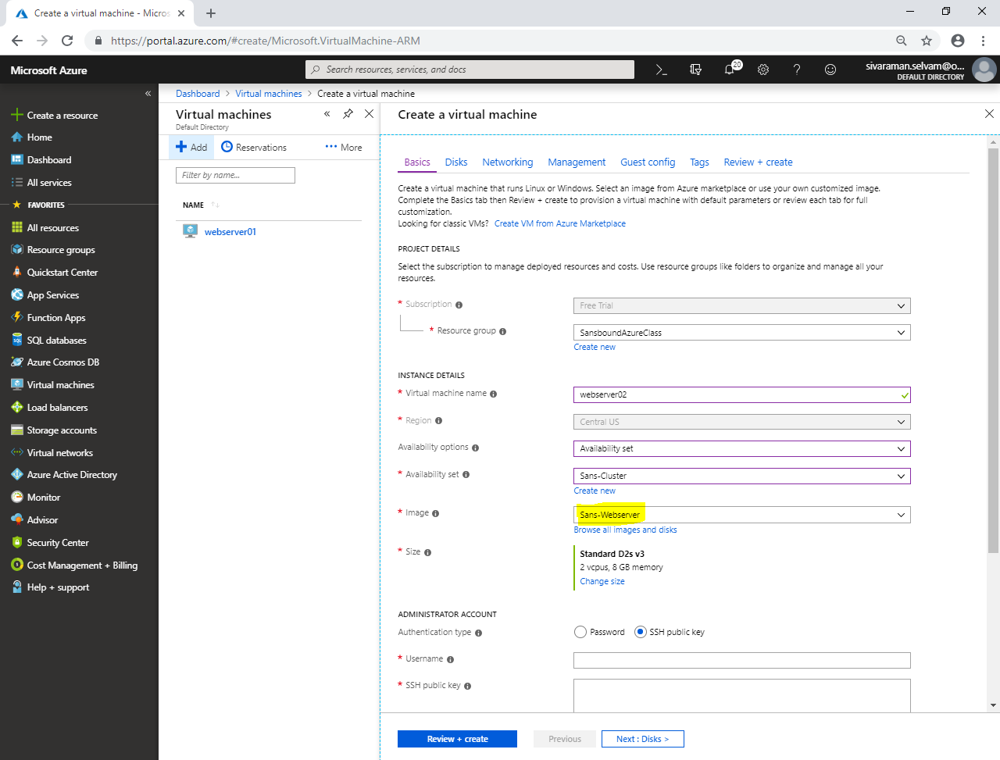 Create a virtual machine - Micros
https://portal.azure.com/#create/Microsoft.VirtualMachine-ARM
Microsoft Azure
Search resources, services, and docs
20
sivaraman.selvam@o...
DEFAULT DIRECTORY
Create a resource
Home
Dashboard
All services
FAVORITES
All resources
Resource groups
Quickstart Center
App Services
Function Apps
SQL databases
Azure Cosmos DB
Virtual machines
Load balancers
Storage accounts
Virtual networks
Azure Active Directory
Monitor
Advisor
Security Center
Cost Management + Billing
Help + support
Dashboard > Virtual machines > Create a virtual machine
Virtual machines
Default Directory
Add
Reservations
More
Filter by name...
NAME
webserver01
Create a virtual machine
Basics Disks Networking Management Guest config Tags Review + create
Create a virtual machine that runs Linux or Windows. Select an image from Azure marketplace or use your own customized image.
Complete the Basics tab then Review + create to provision a virtual machine with default parameters or review each tab for full
customization.
Looking for classic VMs? Create VM from Azure Marketplace
PROJECT DETAILS
Select the subscription to manage deployed resources and costs. Use resource groups like folders to organize and manage all your
resources.
* Subscription
Free Trial
* Resource group
SansboundAzureClass
Create new
INSTANCE DETAILS
* Virtual machine name
webserver02
* Region
Central US
Availability options
Availability set
* Availability set
Sans-Cluster
Create new
* Image
Sans-Webserver
Browse all images and disks
* Size
Standard D2s v3
2 vcpus, 8 GB memory
Change size
ADMINISTRATOR ACCOUNT
Authentication type
Password
SSH public key
* Username
* SSH public key
Review + create
Previous
Next : Disks >